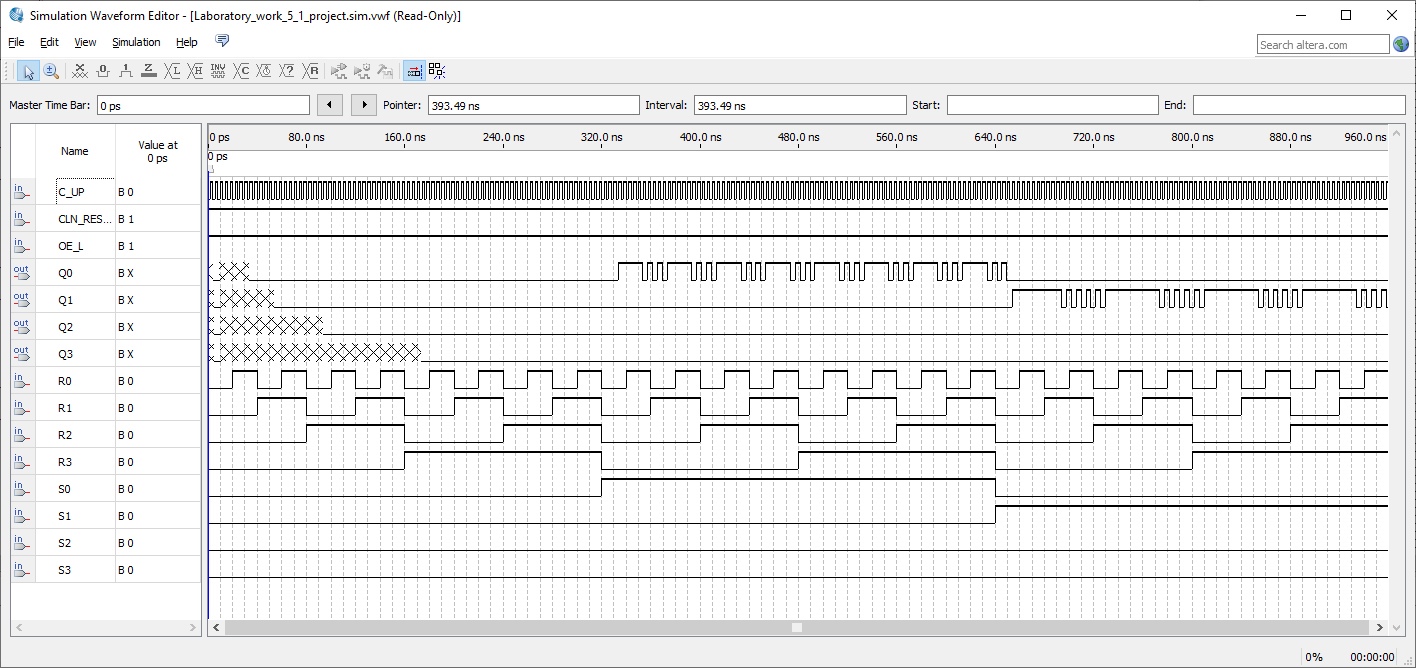 Simulation Waveform Editor - [Laboratory_work_5_1_project.sim.vwf (Read-Only)]
File Edit View Simulation Help
Search altera.com
Master Time Bar: 0 ps Pointer: 393.49 ns Interval: 393.49 ns Start: End:
Name Value at 0 ps
0 ps 80.0 ns 160.0 ns 240.0 ns 320.0 ns 400.0 ns 480.0 ns 560.0 ns 640.0 ns 720.0 ns 800.0 ns 880.0 ns 960.0 ns
0 ps
in C_UP B 0
in CLN_RES... B 1
in OE_L B 1
out Q0 B X
out Q1 B X
out Q2 B X
out Q3 B X
in R0 B 0
in R1 B 0
in R2 B 0
in R3 B 0
in S0 B 0
in S1 B 0
in S2 B 0
in S3 B 0
0% 00:00:00